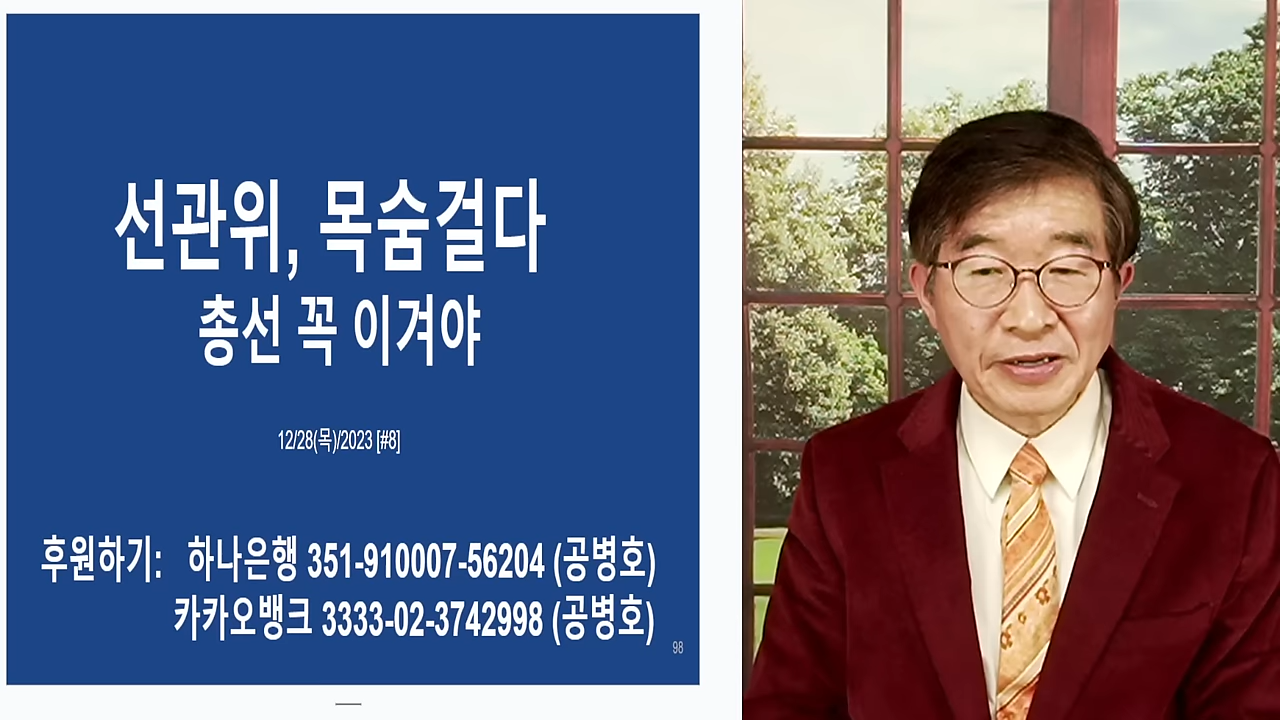 선관위, 목숨걸다
총선 꼭 이겨야
12/28(목)/2023 [#8]
후원하기: 하나은행 351-910007-56204 (공병호)
카카오뱅크 3333-02-3742998 (공병호)
98